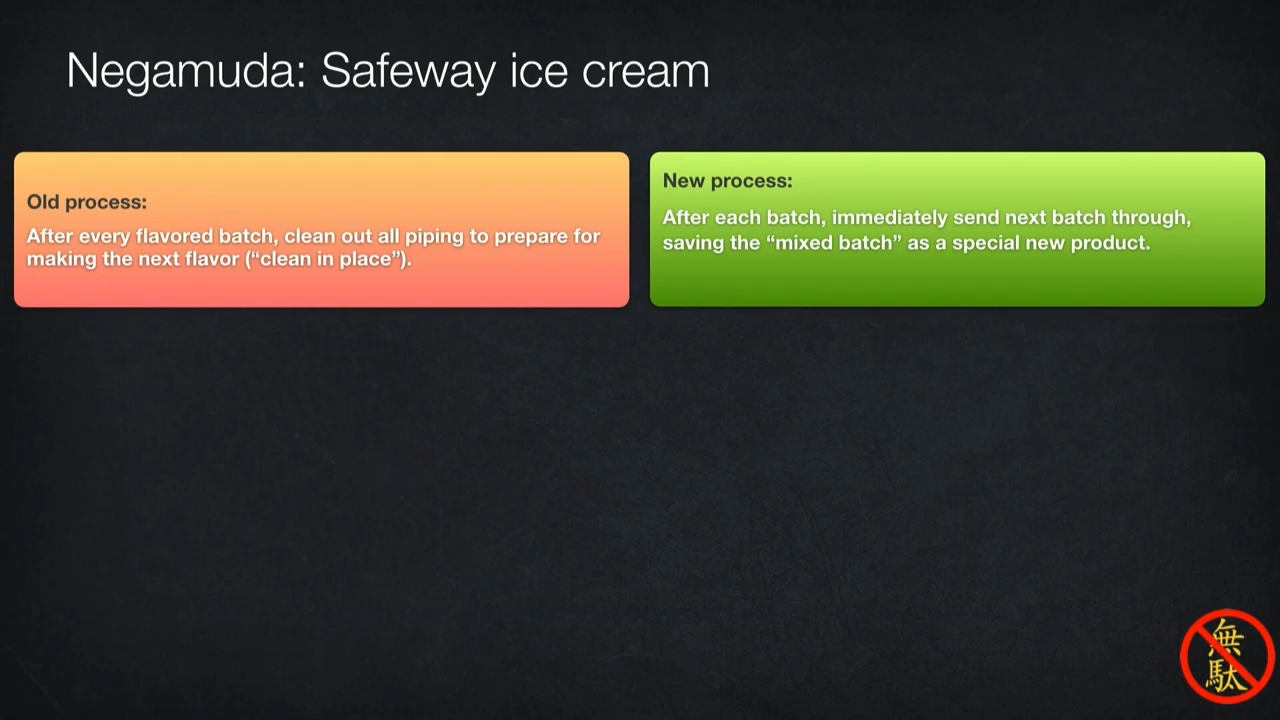 Negamuda: Safeway ice cream
Old process:
After every flavored batch, clean out all piping to prepare for
making the next flavor (“clean in place”).
New process:
After each batch, immediately send next batch through,
saving the “mixed batch” as a special new product.
無
駄